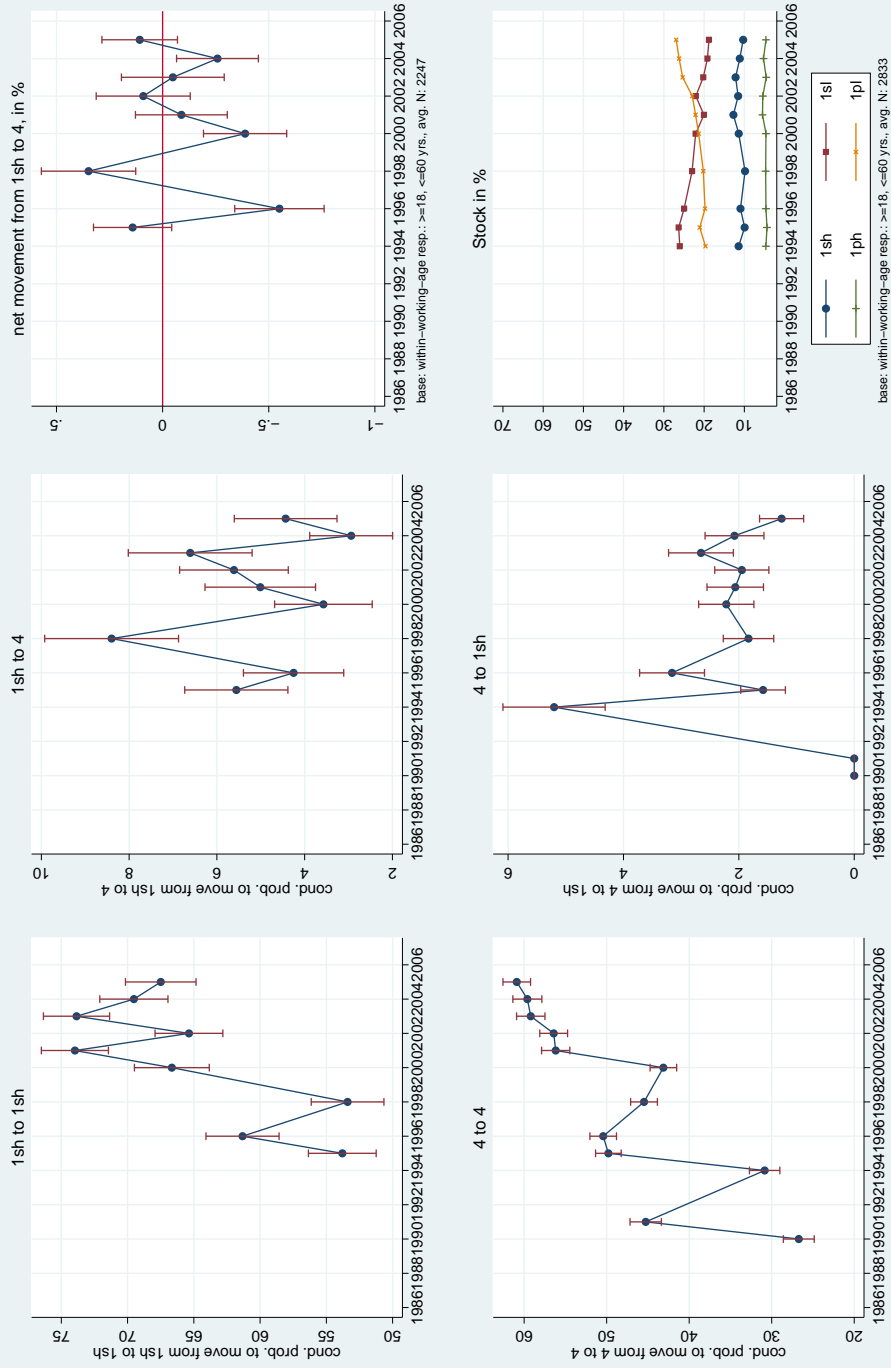 1sh to 1sh
cond. prob. to move from 1sh to 1sh
50 55 60 65 70 75
1986 1988 1990 1992 1994 1996 1998 2000 2002 2004 2006
1sh to 4
cond. prob. to move from 1sh to 4
2 4 6 8 10
1986 1988 1990 1992 1994 1996 1998 2000 2002 2004 2006
net movement from 1sh to 4, in %
-1 -.5 0 .5
1986 1988 1990 1992 1994 1996 1998 2000 2002 2004 2006
base: within-working-age resp.: >=18, <=60 yrs., avg. N: 2247
4 to 4
cond. prob. to move from 4 to 4
20 30 40 50 60
1986 1988 1990 1992 1994 1996 1998 2000 2002 2004 2006
4 to 1sh
cond. prob. to move from 4 to 1sh
0 2 4 6
1986 1988 1990 1992 1994 1996 1998 2000 2002 2004 2006
Stock in %
10 20 30 40 50 60 70
1986 1988 1990 1992 1994 1996 1998 2000 2002 2004 2006
1sh 1sl
1ph 1pl
base: within-working-age resp.: >=18, <=60 yrs., avg. N: 2833